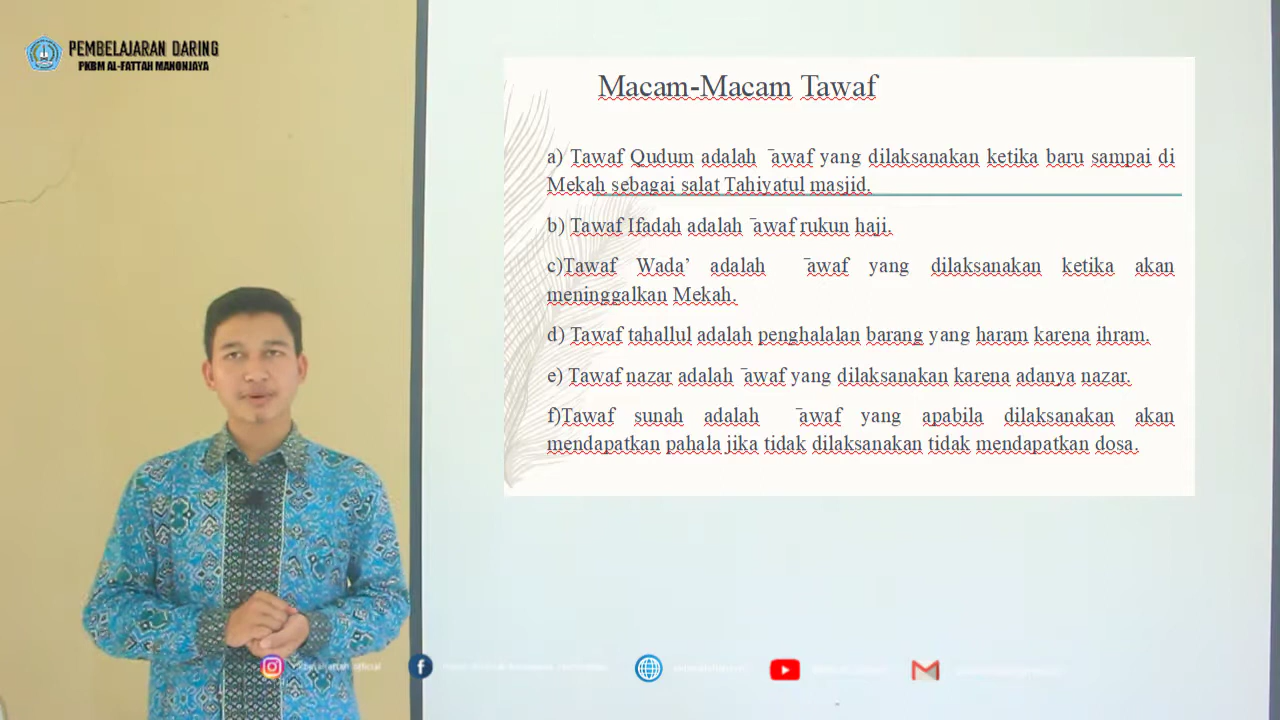 PEMBELAJARAN DARING
PKBM AL-FATTAH MAHONJAYA
Macam-Macam Tawaf
a) Tawaf Qudum adalah ̄awaf yang dilaksanakan ketika baru sampai di
Mekah sebagai salat Tahiyatul masjid.
b) Tawaf Ifadah adalah ̄awaf rukun haji.
c)Tawaf Wada’ adalah ̄awaf yang dilaksanakan ketika akan
meninggalkan Mekah.
d) Tawaf tahallul adalah penghalalan barang yang haram karena ihram.
e) Tawaf nazar adalah ̄awaf yang dilaksanakan karena adanya nazar.
f)Tawaf sunah adalah ̄awaf yang apabila dilaksanakan akan
mendapatkan pahala jika tidak dilaksanakan tidak mendapatkan dosa.